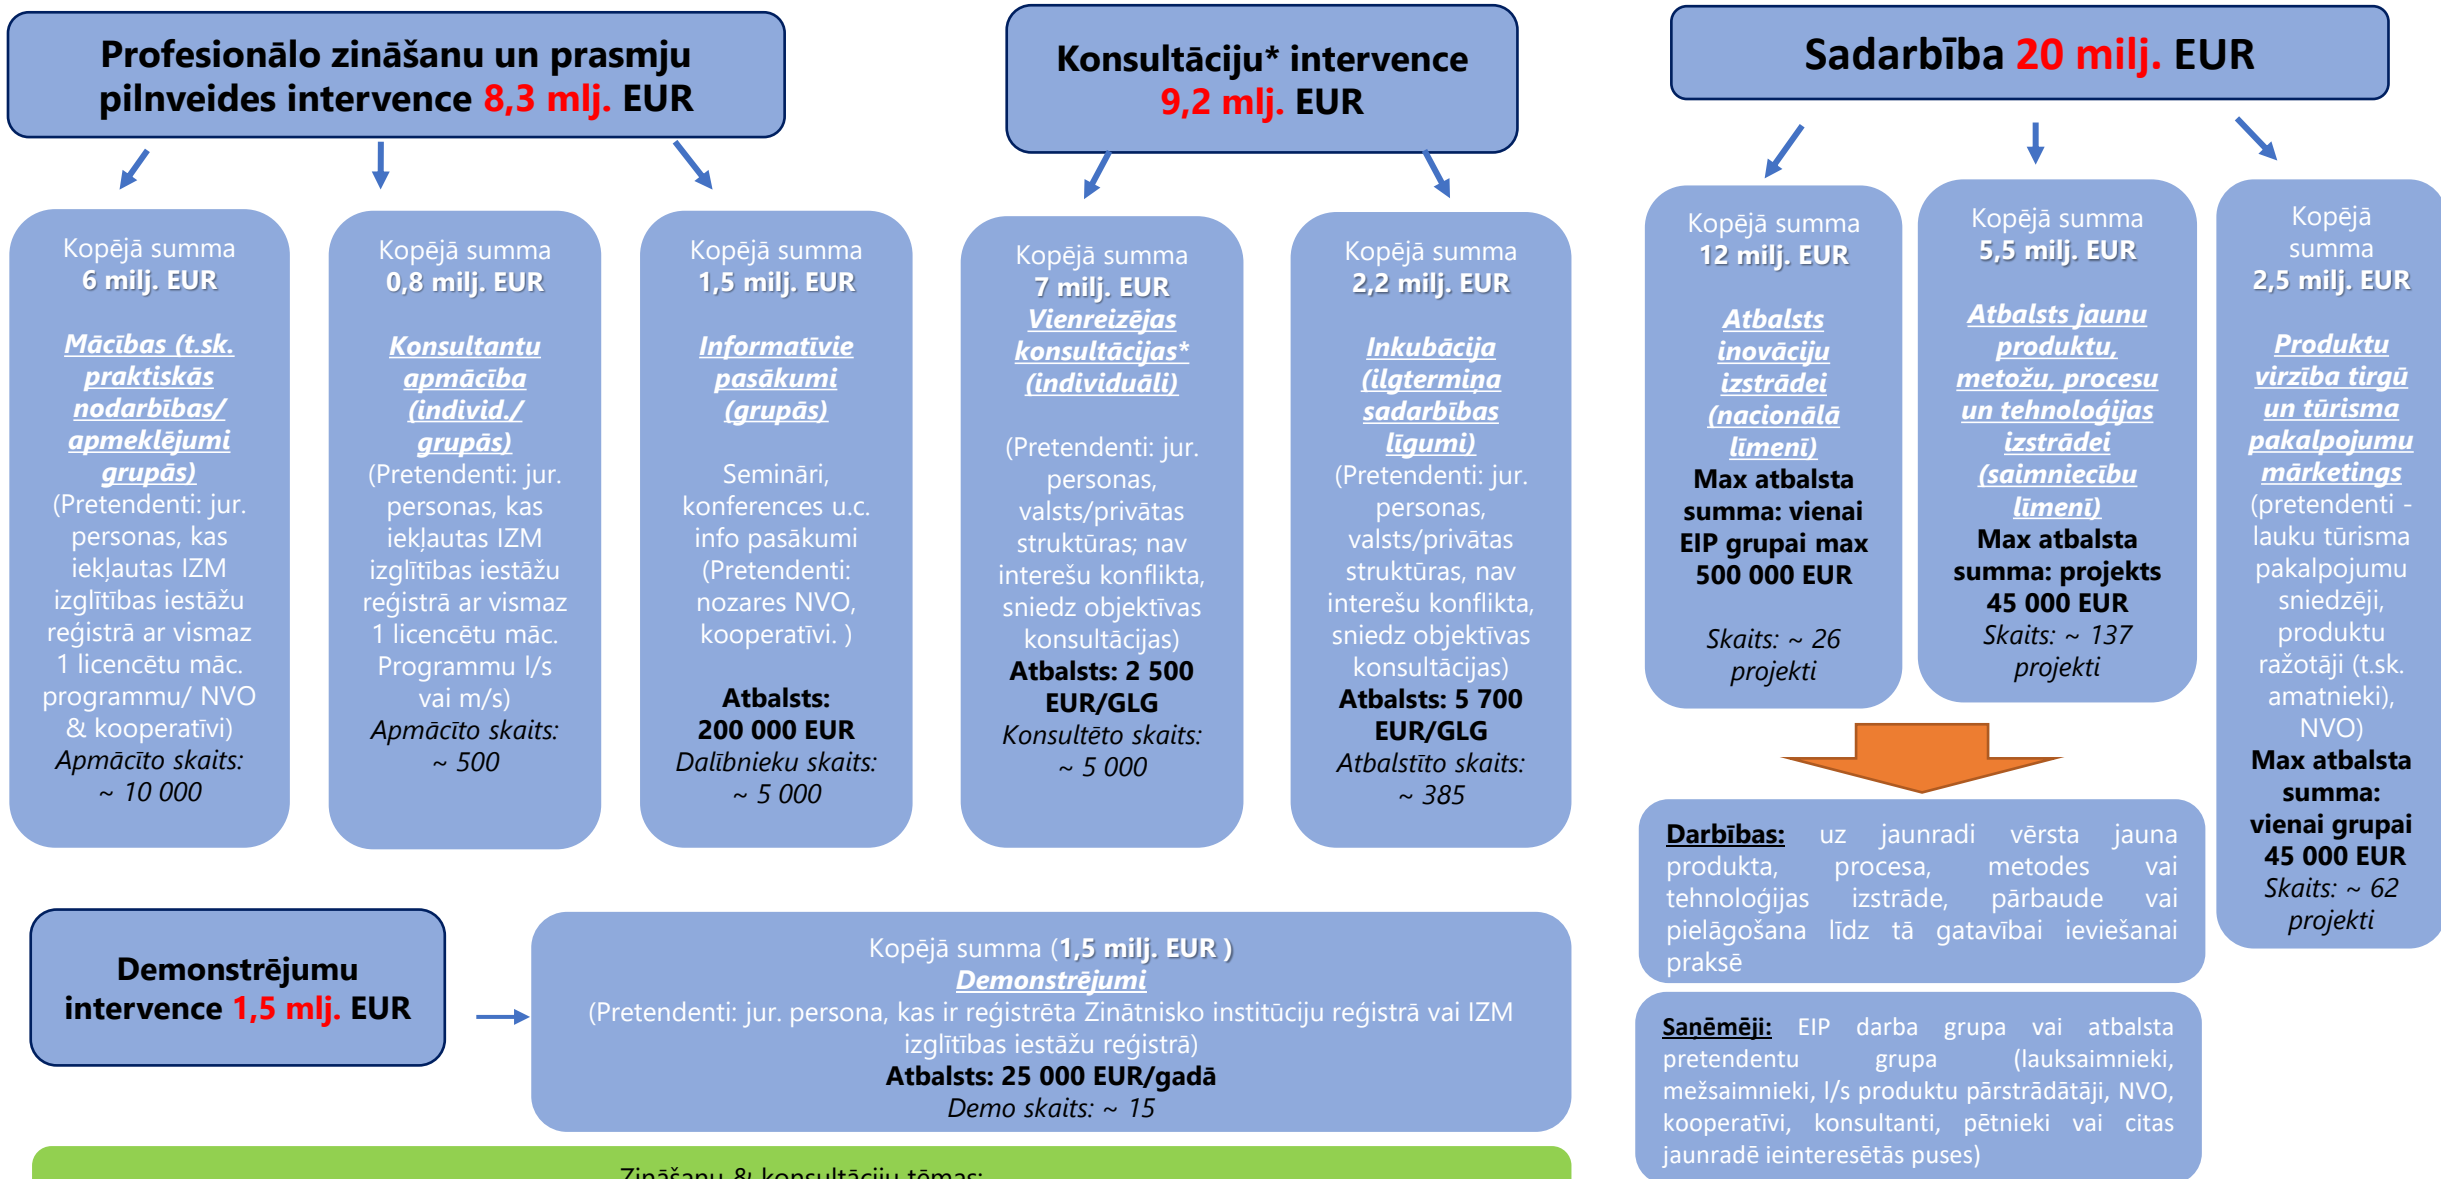 Profesionālo zināšanu un prasmju
pilnveides intervence 8,3 mlj. EUR
Kopējā summa
6 milj. EUR
Mācības (t.sk.
praktiskās
nodarbības/
apmeklējumi
grupās)
(Pretendenti: jur.
personas, kas
iekļautas IZM
izglītības iestāžu
reģistrā ar vismaz
1 licencētu māc.
programmu/ NVO
& kooperatīvi)
Apmācīto skaits:
~ 10 000
Kopējā summa
0,8 milj. EUR
Konsultantu
apmācība
(individ./
grupās)
(Pretendenti: jur.
personas, kas
iekļautas IZM
izglītības iestāžu
reģistrā ar vismaz
1 licencētu māc.
Programmu l/s
vai m/s)
Apmācīto skaits:
~ 500
Kopējā summa
1,5 milj. EUR
Informatīvie
pasākumi
(grupās)
Semināri,
konferences u.c.
info pasākumi
(Pretendenti:
nozares NVO,
kooperatīvi. )
Atbalsts:
200 000 EUR
Dalībnieku skaits:
~ 5 000
Konsultāciju* intervence
9,2 mlj. EUR
Kopējā summa
7 milj. EUR
Vienreizējas
konsultācijas*
(individuāli)
(Pretendenti: jur.
personas,
valsts/privātas
struktūras; nav
interešu konflikta,
sniedz objektīvas
konsultācijas)
Atbalsts: 2 500
EUR/GLG
Konsultēto skaits:
~ 5 000
Kopējā summa
2,2 milj. EUR
Inkubācija
(ilgtermiņa
sadarbības
līgumi)
(Pretendenti: jur.
personas,
valsts/privātas
struktūras, nav
interešu konflikta,
sniedz objektīvas
konsultācijas)
Atbalsts: 5 700
EUR/GLG
Atbalstīto skaits:
~ 385
Sadarbība 20 milj. EUR
Kopējā summa
12 milj. EUR
Atbalsts
inovāciju
izstrādei
(nacionālā
līmenī)
Max atbalsta
summa: vienai
EIP grupai max
500 000 EUR
Skaits: ~ 26
projekti
Kopējā summa
5,5 milj. EUR
Atbalsts jaunu
produktu,
metožu, procesu
un tehnoloģijas
izstrādei
(saimniecību
līmenī)
Max atbalsta
summa: projekts
45 000 EUR
Skaits: ~ 137
projekti
Kopējā
summa
2,5 milj. EUR
Produktu
virzība tirgū
un tūrisma
pakalpojumu
mārketings
(pretendenti -
lauku tūrisma
pakalpojumu
sniedzēji,
produktu
ražotāji (t.sk.
amatnieki),
NVO)
Max atbalsta
summa:
vienai grupai
45 000 EUR
Skaits: ~ 62
projekti
Darbības: uz jaunradi vērsta jauna
produkta, procesa, metodes vai
tehnoloģijas izstrāde, pārbaude vai
pielāgošana līdz tā gatavībai ieviešanai
praksē
Saņēmēji: EIP darba grupa vai atbalsta
pretendentu grupa (lauksaimnieki,
mežsaimnieki, l/s produktu pārstrādātāji, NVO,
kooperatīvi, konsultanti, pētnieki vai citas
jaunradē ieinteresētās puses)
Demonstrējumu
intervence 1,5 mlj. EUR
Kopējā summa (1,5 milj. EUR )
Demonstrējumi
(Pretendenti: jur. persona, kas ir reģistrēta Zinātnisko institūciju reģistrā vai IZM
izglītības iestāžu reģistrā)
Atbalsts: 25 000 EUR/gadā
Demo skaits: ~ 15
Zināšanu & konsultāciju tēmas: